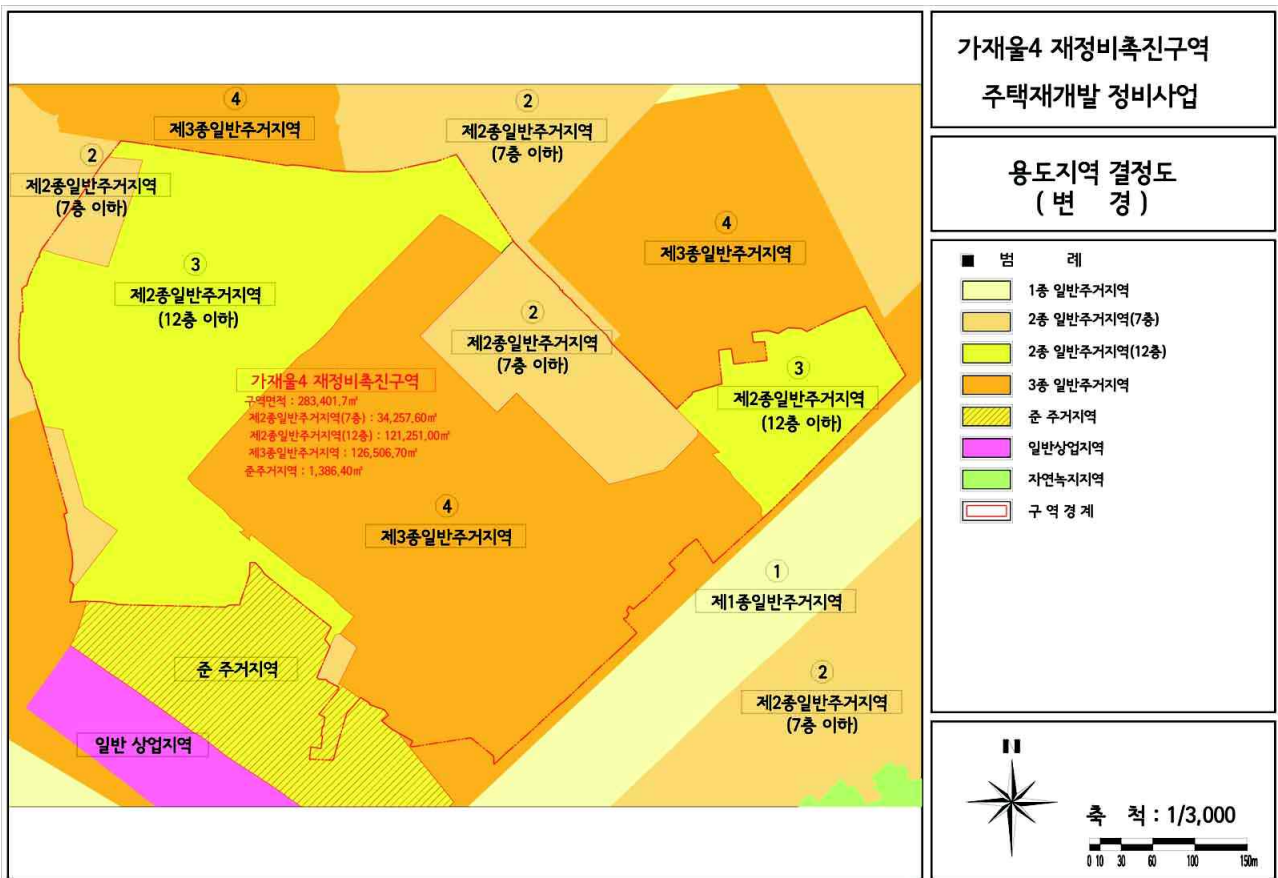 가재울4 재정비촉진구역
주택재개발 정비사업
용도지역 결정도
( 변 경 )
■ 범 례
1종 일반주거지역
2종 일반주거지역(7층)
2종 일반주거지역(12층)
3종 일반주거지역
준 주거지역
일반상업지역
자연녹지지역
구 역 경 계
축 척 : 1/3,000
0 10 30 60 100 150m
④
제3종일반주거지역
②
제2종일반주거지역
(7층 이하)
②
제2종일반주거지역
(7층 이하)
④
제3종일반주거지역
③
제2종일반주거지역
(12층 이하)
②
제2종일반주거지역
(7층 이하)
③
제2종일반주거지역
(12층 이하)
가재울4 재정비촉진구역
구역면적 : 283,401.7㎡
제2종일반주거지역(7층) : 34,257.60㎡
제2종일반주거지역(12층) : 121,251.00㎡
제3종일반주거지역 : 126,506.70㎡
준주거지역 : 1,386.40㎡
④
제3종일반주거지역
①
제1종일반주거지역
준 주거지역
②
제2종일반주거지역
(7층 이하)
일반 상업지역